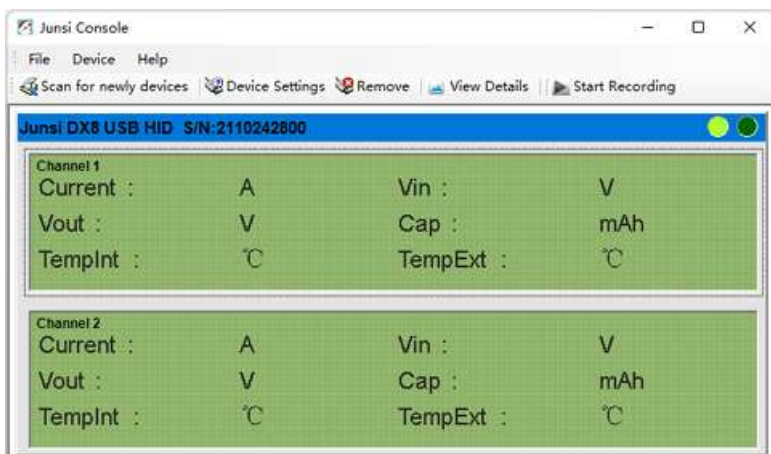 Junsi Console
File Device Help
Scan for newly devices Device Settings Remove View Details Start Recording
Junsi DX8 USB HID S/N:2110242800
Channel 1
Current : A Vin : V
Vout : V Cap : mAh
TempInt : ℃ TempExt : ℃
Channel 2
Current : A Vin : V
Vout : V Cap : mAh
TempInt : ℃ TempExt : ℃